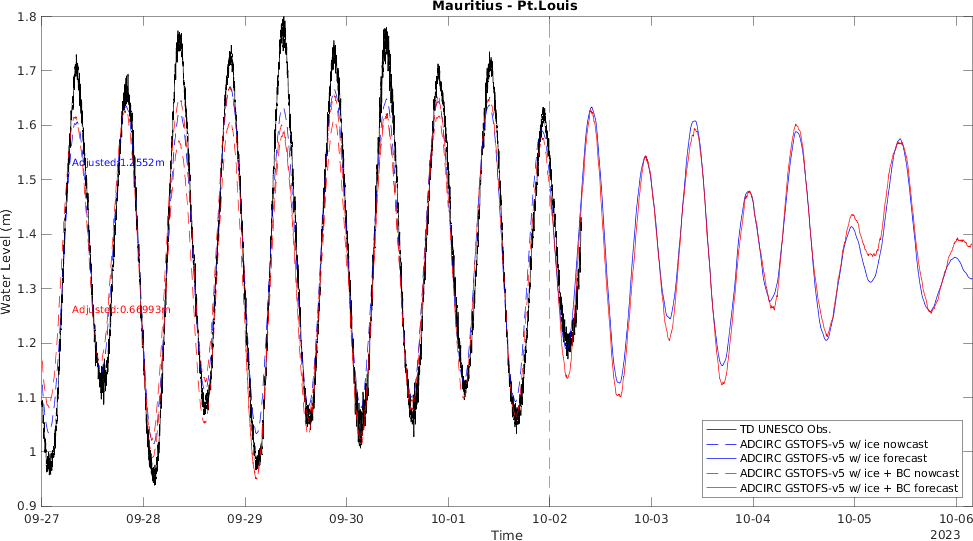 Mauritius - Pt.Louis
1.8
1.7
1.6
1.5
1.4
1.3
1.2
1.1
1
0.9
Water Level (m)
Adjusted:1.2552m
Adjusted:0.66993m
TD UNESCO Obs.
ADCIRC GSTOFS-v5 w/ ice nowcast
ADCIRC GSTOFS-v5 w/ ice forecast
ADCIRC GSTOFS-v5 w/ ice + BC nowcast
ADCIRC GSTOFS-v5 w/ ice + BC forecast
09-27 09-28 09-29 09-30 10-01 10-02 10-03 10-04 10-05 10-06
Time
2023